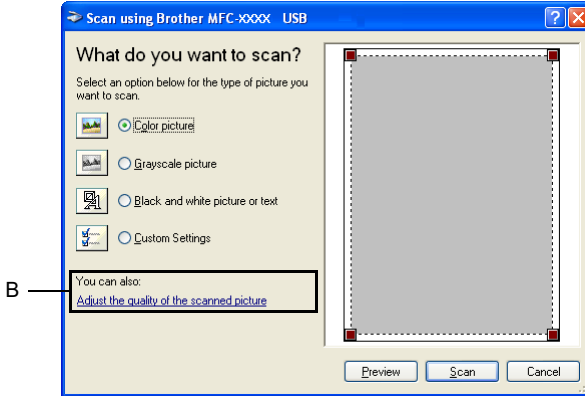 Scan using Brother MFC-XXXX USB
What do you want to scan?
Select an option below for the type of picture you
want to scan.
Color picture
Grayscale picture
Black and white picture or text
Custom Settings
B
You can also:
Adjust the quality of the scanned picture
Preview
Scan
Cancel